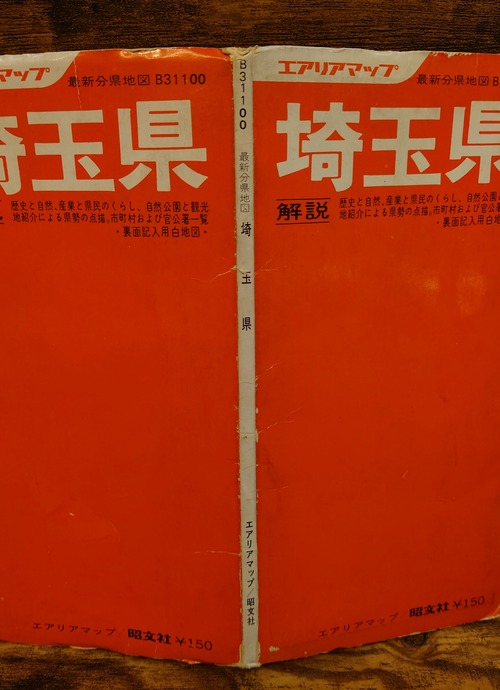 マップ
最新分県地図 B31100
埼玉県
歴史と自然、産業と県民のくらし、自然公園と観光
地紹介による県勢の点描。市町村および官公署一覧
・裏面記入用白地図・
エアリアマップ/昭文社 ¥150
B31100
最新分県地図
埼玉県
エアリアマップ/昭文社
エアリアマップ
最新分県地図 B
埼玉県
解説
歴史と自然、産業と県民のくらし、自然公園
地紹介による県勢の点描。市町村および官公署
・裏面記入用白地
エアリアマップ/昭文社 ¥150